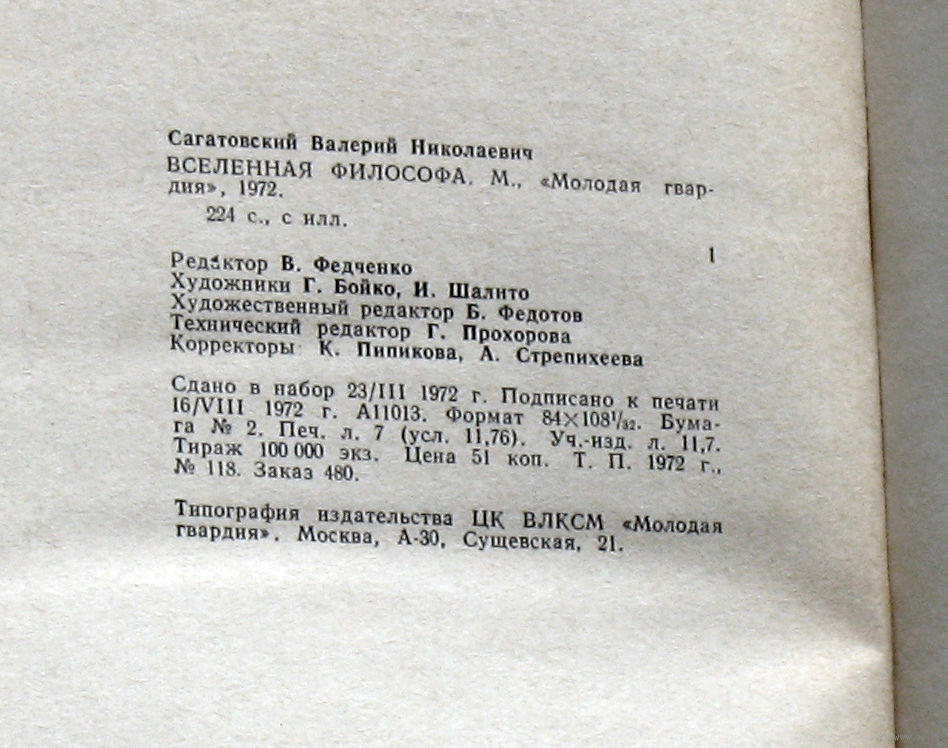 Сагатовский Валерий Николаевич
ВСЕЛЕННАЯ ФИЛОСОФА. М., «Молодая гвар-
дия», 1972.
224 с., с илл.
1
Редактор В. Федченко
Художники Г. Бойко, И. Шалито
Художественный редактор Б. Федотов
Технический редактор Г. Прохорова
Корректоры К. Пипикова, А. Стрепихеева
Сдано в набор 23/III 1972 г. Подписано к печати
16/VIII 1972 г. А11013. Формат 84×108¹/₃₂. Бума-
га № 2. Печ. л. 7 (усл. 11,76). Уч.-изд. л. 11,7.
Тираж 100 000 экз. Цена 51 коп. Т. П. 1972 г.,
№ 118. Заказ 480.
Типография издательства ЦК ВЛКСМ «Молодая
гвардия». Москва, А-30, Сущевская, 21.